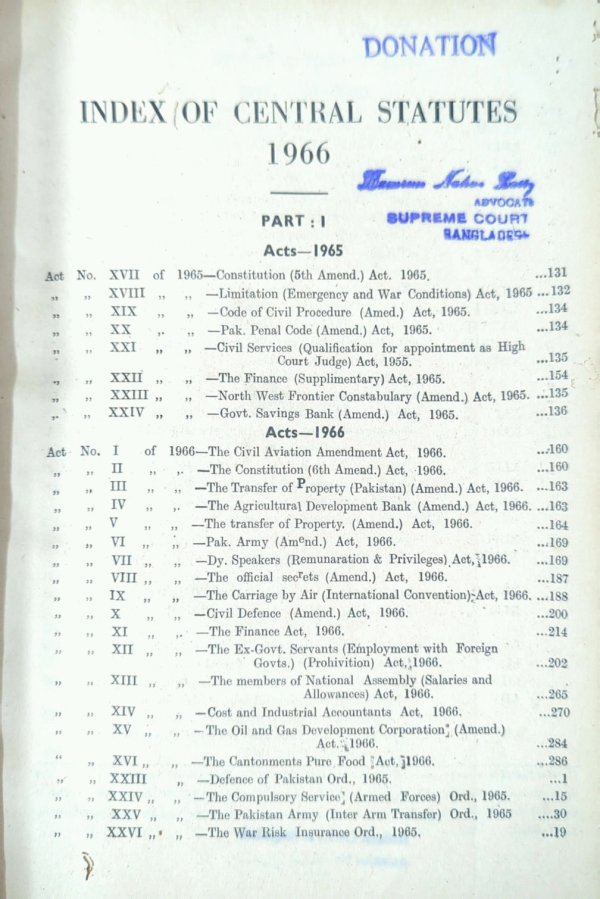 DONATION
INDEX OF CENTRAL STATUTES
1966
ADVOCATE
SUPREME COURT
BANGLADESH
PART : I
Acts—1965
Act No. XVII of 1965—Constitution (5th Amend.) Act. 1965. ...131
„ „ XVIII „ „ —Limitation (Emergency and War Conditions) Act, 1965 ...132
„ „ XIX „ „ —Code of Civil Procedure (Amed.) Act, 1965. ...134
„ „ XX „ „ —Pak. Penal Code (Amend.) Act, 1965. ...134
„ „ XXI „ „ —Civil Services (Qualification for appointment as High
Court Judge) Act, 1955. ...135
„ „ XXII „ „ —The Finance (Supplimentary) Act, 1965. ...154
„ „ XXIII „ „ —North West Frontier Constabulary (Amend.) Act, 1965. ...135
„ „ XXIV „ „ —Govt. Savings Bank (Amend.) Act, 1965. ...136
Acts—1966
Act No. I of 1966—The Civil Aviation Amendment Act, 1966. ...160
„ „ II „ „ —The Constitution (6th Amend.) Act, 1966. ...160
„ „ III „ „ —The Transfer of Property (Pakistan) (Amend.) Act, 1966. ...163
„ „ IV „ „ —The Agricultural Development Bank (Amend.) Act, 1966. ...163
„ „ V „ „ —The transfer of Property. (Amend.) Act, 1966. ...164
„ „ VI „ „ —Pak. Army (Amend.) Act, 1966. ...169
„ „ VII „ „ —Dy. Speakers (Remunaration & Privileges) Act, 1966. ...169
„ „ VIII „ „ —The official secrets (Amend.) Act, 1966. ...187
„ „ IX „ „ —The Carriage by Air (International Convention) Act, 1966. ...188
„ „ X „ „ —Civil Defence (Amend.) Act, 1966. ...200
„ „ XI „ „ —The Finance Act, 1966. ...214
„ „ XII „ „ —The Ex-Govt. Servants (Employment with Foreign
Govts.) (Prohivition) Act, 1966. ...202
„ „ XIII „ „ —The members of National Assembly (Salaries and
Allowances) Act, 1966. ...265
„ „ XIV „ „ —Cost and Industrial Accountants Act, 1966. ...270
„ „ XV „ „ —The Oil and Gas Development Corporation (Amend.)
Act. 1966. ...284
“ „ XVI „ „ —The Cantonments Pure Food Act, 1966. ...286
„ „ XXIII „ —Defence of Pakistan Ord., 1965. ...1
„ „ XXIV „ „ —The Compulsory Service (Armed Forces) Ord., 1965. ...15
„ „ XXV „ „ —The Pakistan Army (Inter Arm Transfer) Ord., 1965 ....30
„ „ XXVI „ „ —The War Risk Insurance Ord., 1965. ...19